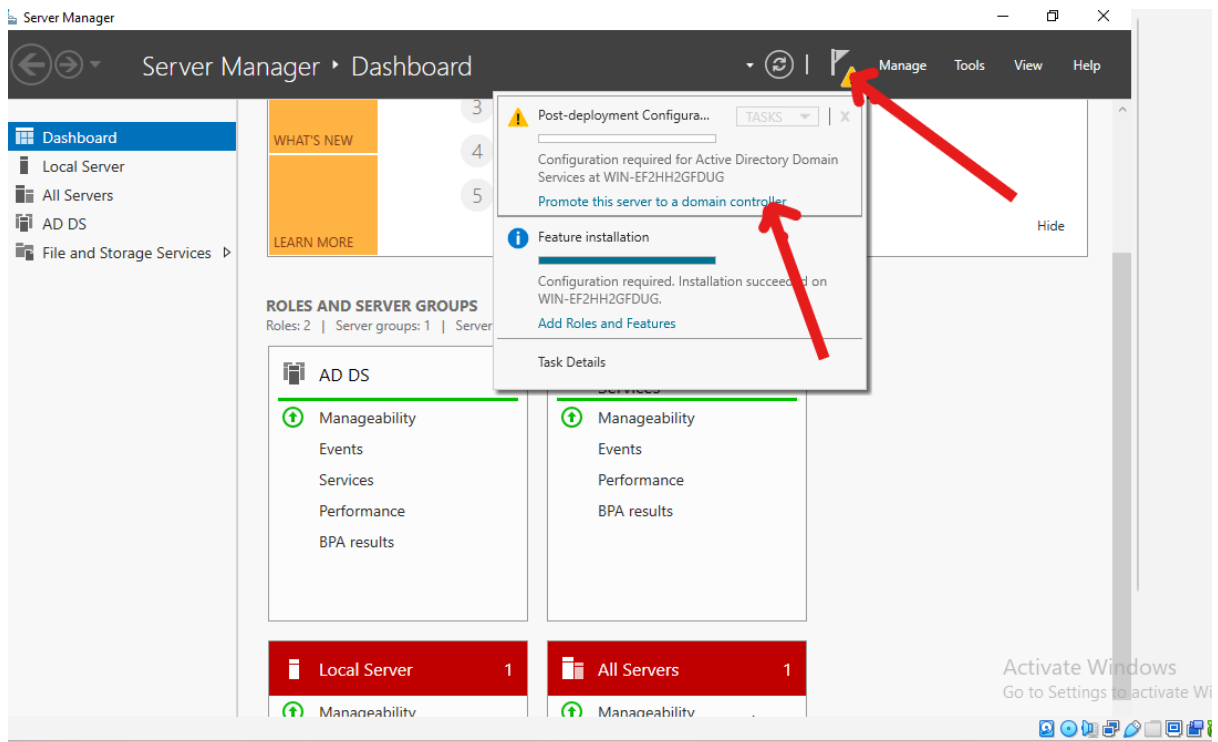 Server Manager
Server Manager ‣ Dashboard
Manage Tools View Help
Dashboard
Local Server
All Servers
AD DS
File and Storage Services
WHAT'S NEW
LEARN MORE
3
4
5
Post-deployment Configura...
TASKS
X
Configuration required for Active Directory Domain
Services at WIN-EF2HH2GFDUG
Promote this server to a domain controller
Feature installation
Configuration required. Installation succeeded on
WIN-EF2HH2GFDUG.
Add Roles and Features
Task Details
Hide
ROLES AND SERVER GROUPS
Roles: 2 | Server groups: 1 | Server
AD DS
Manageability
Events
Services
Performance
BPA results
Services
Manageability
Events
Performance
BPA results
Local Server 1
Manageability
All Servers 1
Manageability
Activate Windows
Go to Settings to activate Wi